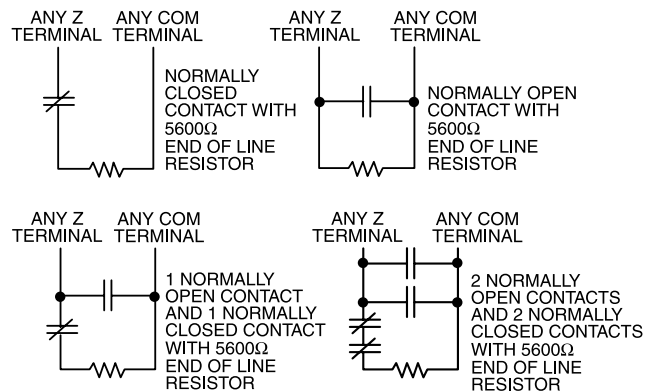 ANY Z TERMINAL
ANY COM TERMINAL
NORMALLY
CLOSED
CONTACT WITH
5600Ω
END OF LINE
RESISTOR
ANY Z TERMINAL
ANY COM TERMINAL
NORMALLY OPEN
CONTACT WITH
5600Ω
END OF LINE
RESISTOR
ANY Z TERMINAL
ANY COM TERMINAL
1 NORMALLY
OPEN CONTACT
AND 1 NORMALLY
CLOSED CONTACT
WITH 5600Ω
END OF LINE
RESISTOR
ANY Z TERMINAL
ANY COM TERMINAL
2 NORMALLY
OPEN CONTACTS
AND 2 NORMALLY
CLOSED CONTACTS
WITH 5600Ω
END OF LINE
RESISTOR